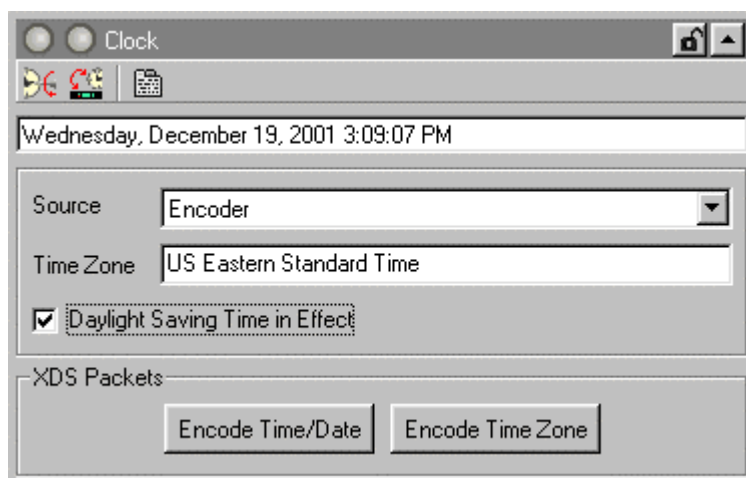 Clock
Wednesday, December 19, 2001 3:09:07 PM
Source Encoder
Time Zone US Eastern Standard Time
Daylight Saving Time in Effect
XDS Packets
Encode Time/Date Encode Time Zone